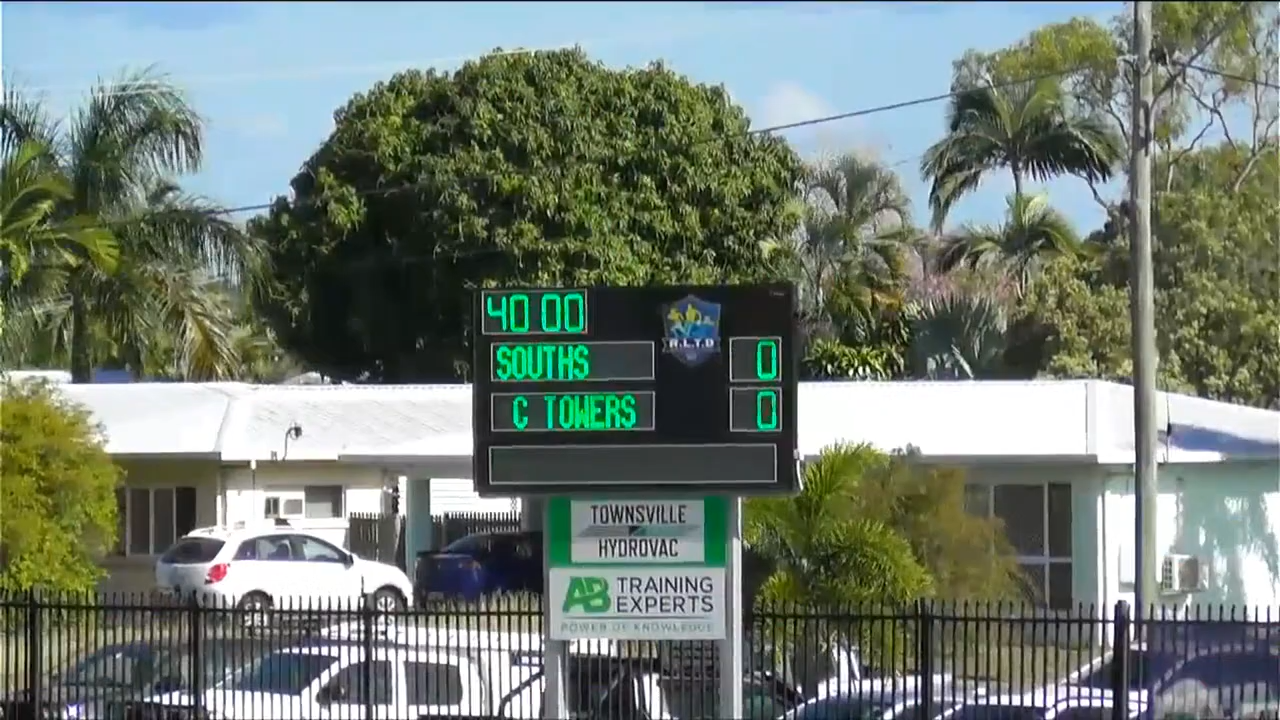 40 00
R.L.T.D
SOUTHS 0
C TOWERS 0
TOWNSVILLE
HYDROVAC
AB TRAINING
EXPERTS
POWER OF KNOWLEDGE